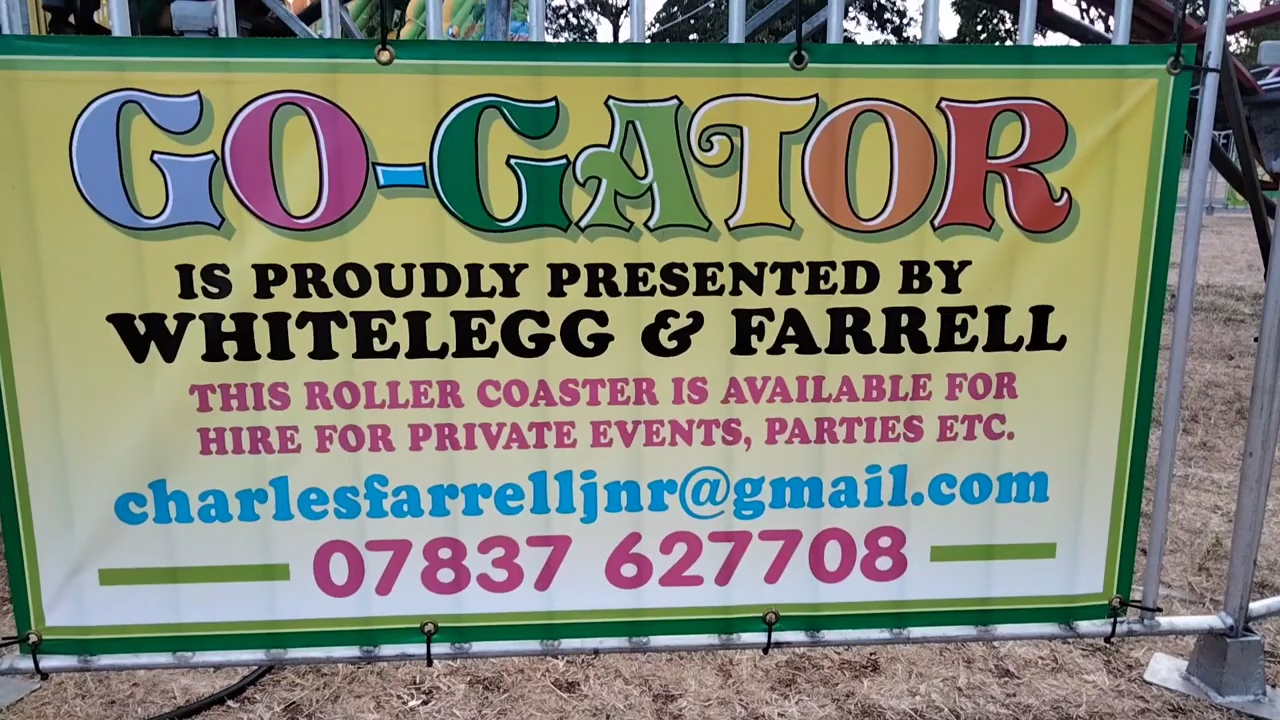 GO-GATOR
IS PROUDLY PRESENTED BY
WHITELEGG & FARRELL
THIS ROLLER COASTER IS AVAILABLE FOR
HIRE FOR PRIVATE EVENTS, PARTIES ETC.
charlesfarrelljnr@gmail.com
07837 627708